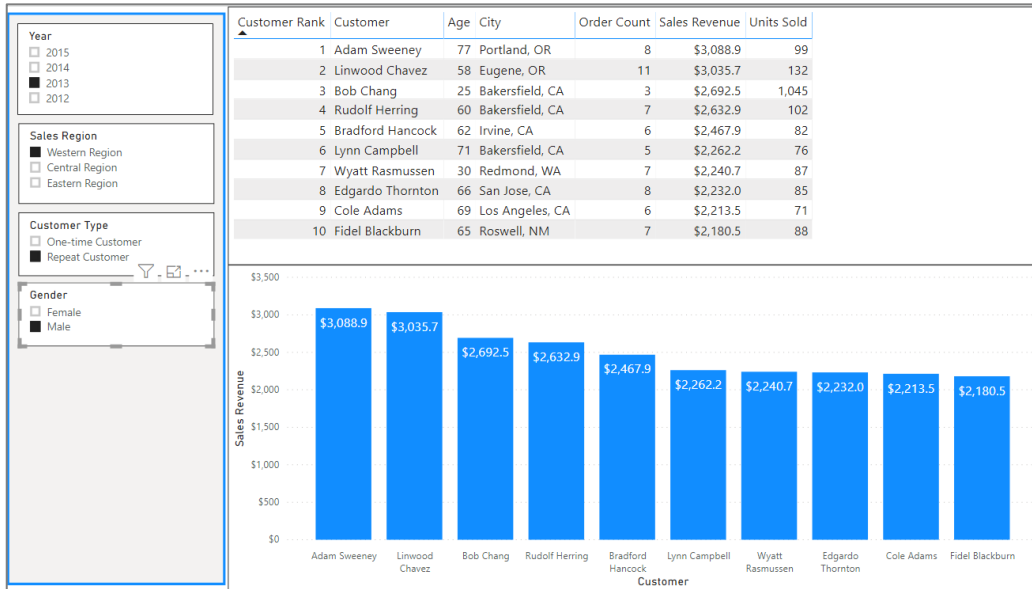 Year
2015
2014
2013
2012
Sales Region
Western Region
Central Region
Eastern Region
Customer Type
One-time Customer
Repeat Customer
Gender
Female
Male
Customer Rank Customer Age City Order Count Sales Revenue Units Sold
1 Adam Sweeney 77 Portland, OR 8 $3,088.9 99
2 Linwood Chavez 58 Eugene, OR 11 $3,035.7 132
3 Bob Chang 25 Bakersfield, CA 3 $2,692.5 1,045
4 Rudolf Herring 60 Bakersfield, CA 7 $2,632.9 102
5 Bradford Hancock 62 Irvine, CA 6 $2,467.9 82
6 Lynn Campbell 71 Bakersfield, CA 5 $2,262.2 76
7 Wyatt Rasmussen 30 Redmond, WA 7 $2,240.7 87
8 Edgardo Thornton 66 San Jose, CA 8 $2,232.0 85
9 Cole Adams 69 Los Angeles, CA 6 $2,213.5 71
10 Fidel Blackburn 65 Roswell, NM 7 $2,180.5 88
Sales Revenue
$3,500
$3,000
$2,500
$2,000
$1,500
$1,000
$500
$0
$3,088.9 $3,035.7 $2,692.5 $2,632.9 $2,467.9 $2,262.2 $2,240.7 $2,232.0 $2,213.5 $2,180.5
Adam Sweeney Linwood Bob Chang Rudolf Herring Bradford Lynn Campbell Wyatt Edgardo Cole Adams Fidel Blackburn
Chavez Hancock Rasmussen Thornton
Customer